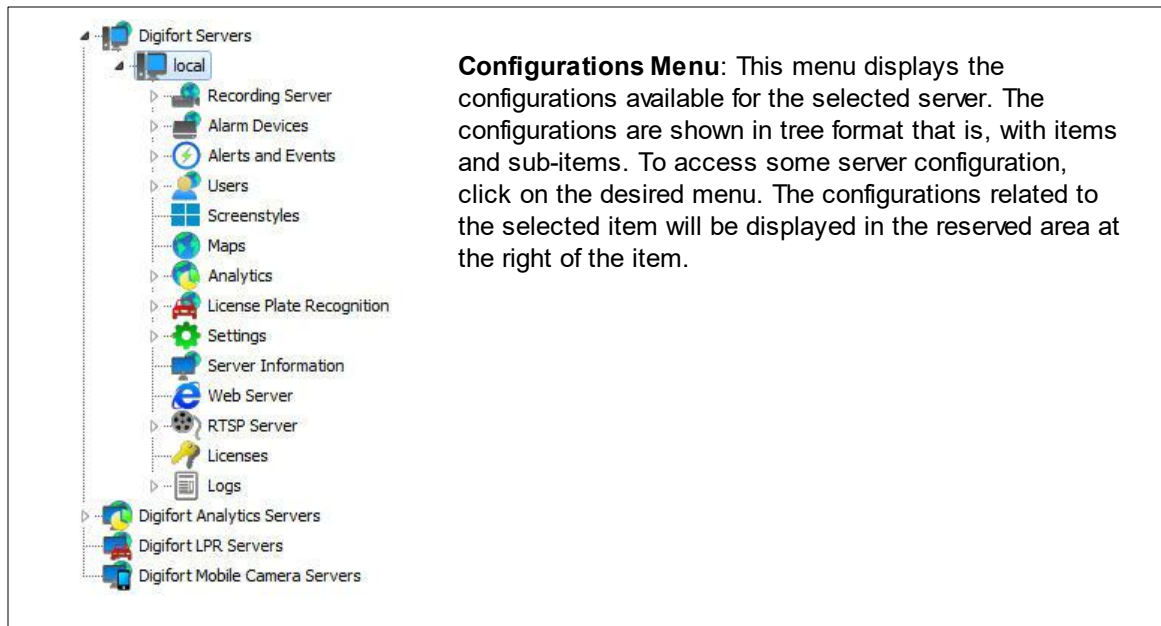 Digifort Servers
local
Recording Server
Alarm Devices
Alerts and Events
Users
Screenstyles
Maps
Analytics
License Plate Recognition
Settings
Server Information
Web Server
RTSP Server
Licenses
Logs
Digifort Analytics Servers
Digifort LPR Servers
Digifort Mobile Camera Servers
Configurations Menu: This menu displays the
configurations available for the selected server. The
configurations are shown in tree format that is, with items
and sub-items. To access some server configuration,
click on the desired menu. The configurations related to
the selected item will be displayed in the reserved area at
the right of the item.